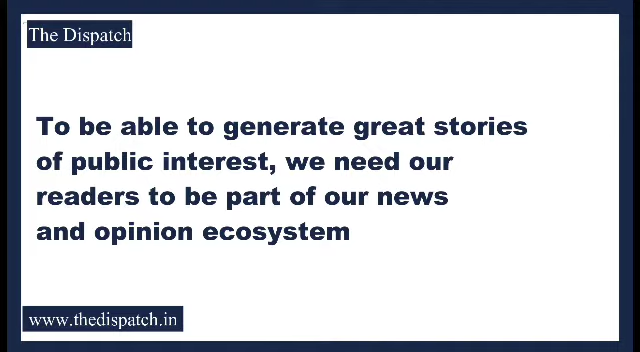 The Dispatch
To be able to generate great stories
of public interest, we need our
readers to be part of our news
and opinion ecosystem
www.thedispatch.in